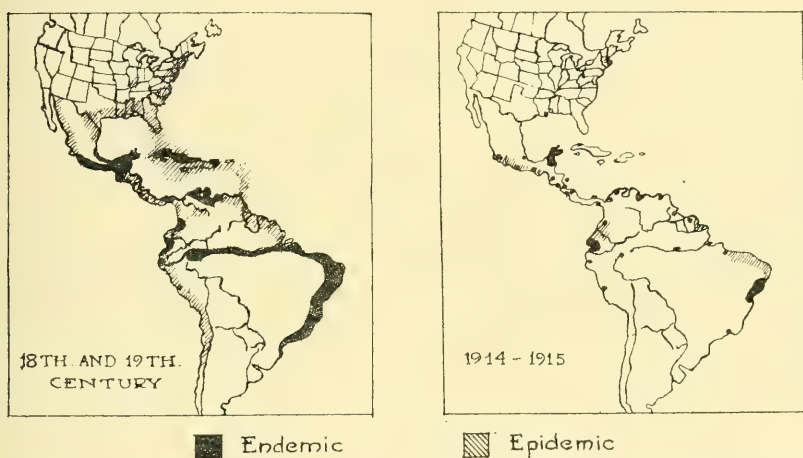 18TH. AND 19TH.
CENTURY
1914 - 1915
Endemic
Epidemic